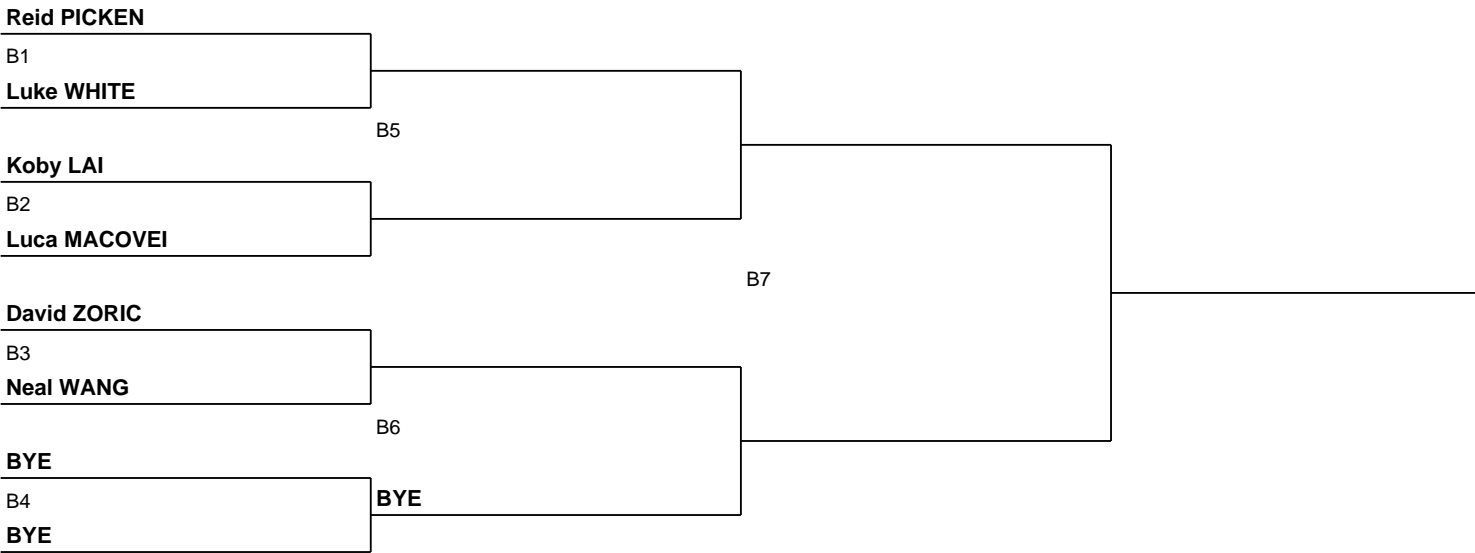 Reid PICKEN
B1
Luke WHITE
B5
Koby LAI
B2
Luca MACOVEI
B7
David ZORIC
B3
Neal WANG
B6
BYE
B4
BYE
BYE